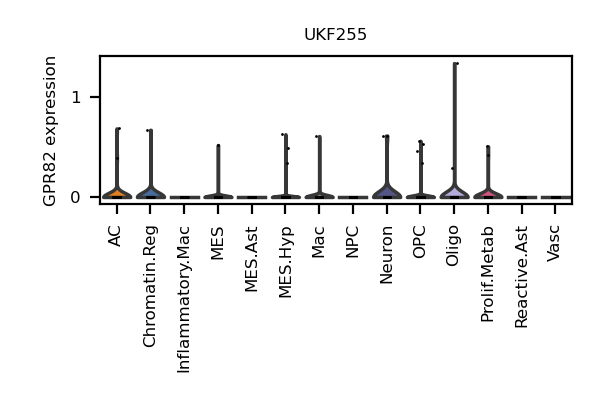 UKF255
GPR82 expression
1
0
AC
Chromatin.Reg
Inflammatory.Mac
MES
MES.Ast
MES.Hyp
Mac
NPC
Neuron
OPC
Oligo
Prolif.Metab
Reactive.Ast
Vasc